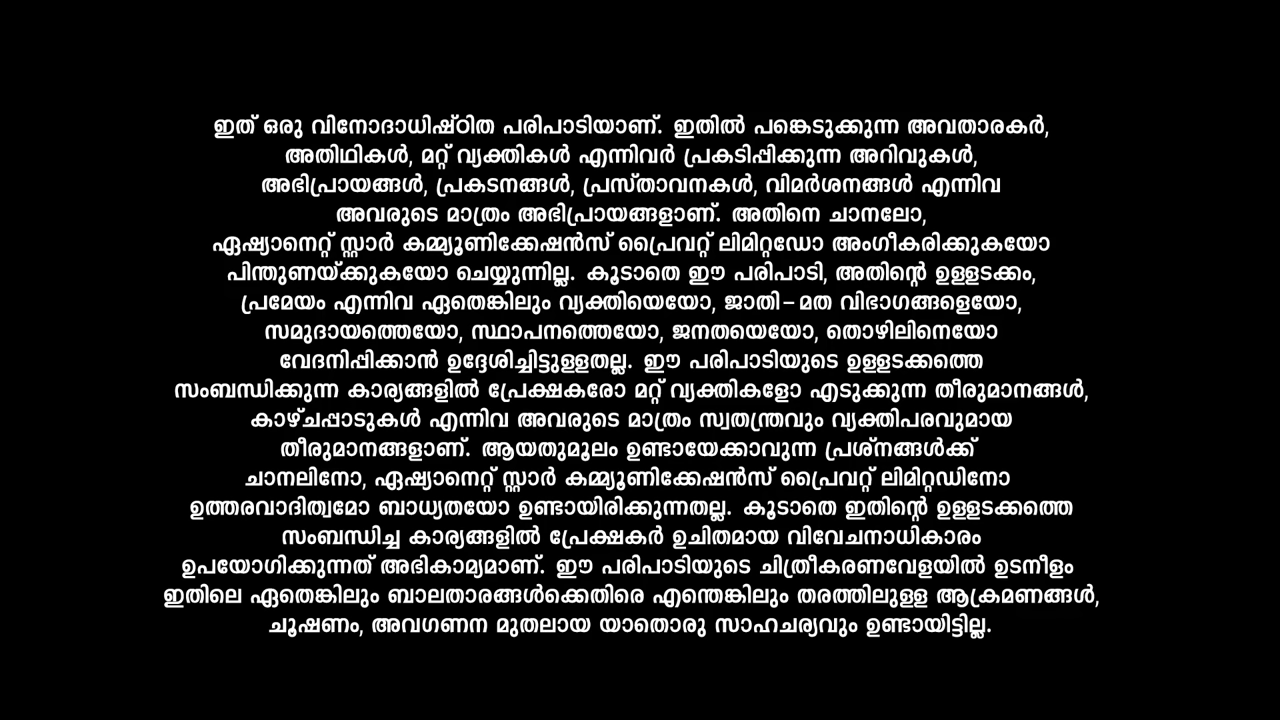 ഇത് ഒരു വിനോദാധിഷ്ഠിത പരിപാടിയാണ്. ഇതിൽ പങ്കെടുക്കുന്ന അവതാരകർ,
അതിഥികൾ, മറ്റ് വ്യക്തികൾ എന്നിവർ പ്രകടിപ്പിക്കുന്ന അറിവുകൾ,
അഭിപ്രായങ്ങൾ, പ്രകടനങ്ങൾ, പ്രസ്താവനകൾ, വിമർശനങ്ങൾ എന്നിവ
അവരുടെ മാത്രം അഭിപ്രായങ്ങളാണ്. അതിനെ ചാനലോ,
ഏഷ്യാനെറ്റ് സ്റ്റാർ കമ്മ്യൂണിക്കേഷൻസ് പ്രൈവറ്റ് ലിമിറ്റഡോ അംഗീകരിക്കുകയോ
പിന്തുണയ്ക്കുകയോ ചെയ്യുന്നില്ല. കൂടാതെ ഈ പരിപാടി, അതിന്റെ ഉള്ളടക്കം,
പ്രമേയം എന്നിവ ഏതെങ്കിലും വ്യക്തിയെയോ, ജാതി – മത വിഭാഗങ്ങളെയോ,
സമുദായത്തെയോ, സ്ഥാപനത്തെയോ, ജനതയെയോ, തൊഴിലിനെയോ
വേദനിപ്പിക്കാൻ ഉദ്ദേശിച്ചിട്ടുള്ളതല്ല. ഈ പരിപാടിയുടെ ഉള്ളടക്കത്തെ
സംബന്ധിക്കുന്ന കാര്യങ്ങളിൽ പ്രേക്ഷകരോ മറ്റ് വ്യക്തികളോ എടുക്കുന്ന തീരുമാനങ്ങൾ,
കാഴ്ചപ്പാടുകൾ എന്നിവ അവരുടെ മാത്രം സ്വതന്ത്രവും വ്യക്തിപരവുമായ
തീരുമാനങ്ങളാണ്. ആയതുമൂലം ഉണ്ടായേക്കാവുന്ന പ്രശ്നങ്ങൾക്ക്
ചാനലിനോ, ഏഷ്യാനെറ്റ് സ്റ്റാർ കമ്മ്യൂണിക്കേഷൻസ് പ്രൈവറ്റ് ലിമിറ്റഡിനോ
ഉത്തരവാദിത്വമോ ബാധ്യതയോ ഉണ്ടായിരിക്കുന്നതല്ല. കൂടാതെ ഇതിന്റെ ഉള്ളടക്കത്തെ
സംബന്ധിച്ച കാര്യങ്ങളിൽ പ്രേക്ഷകർ ഉചിതമായ വിവേചനാധികാരം
ഉപയോഗിക്കുന്നത് അഭികാമ്യമാണ്. ഈ പരിപാടിയുടെ ചിത്രീകരണവേളയിൽ ഉടനീളം
ഇതിലെ ഏതെങ്കിലും ബാലതാരങ്ങൾക്കെതിരെ എന്തെങ്കിലും തരത്തിലുള്ള ആക്രമണങ്ങൾ,
ചൂഷണം, അവഗണന മുതലായ യാതൊരു സാഹചര്യവും ഉണ്ടായിട്ടില്ല.